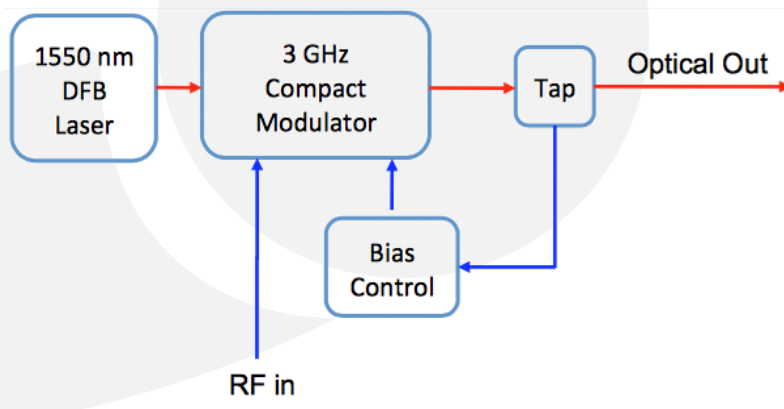 1550 nm
DFB
Laser
3 GHz
Compact
Modulator
Tap
Optical Out
Bias
Control
RF in